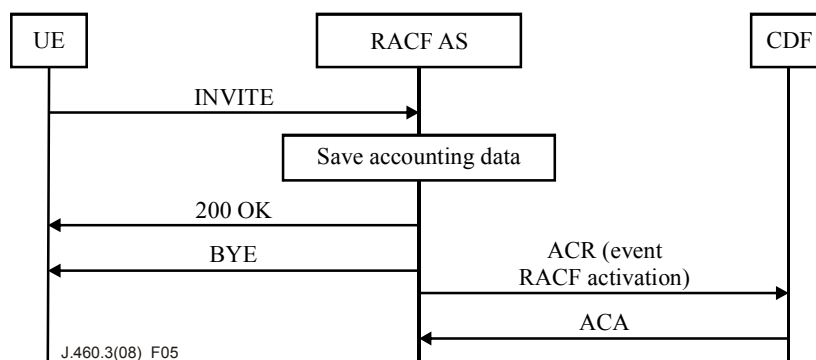 UE
RACF AS
CDF
INVITE
Save accounting data
200 OK
BYE
ACR (event
RACF activation)
ACA
J.460.3(08)_F05